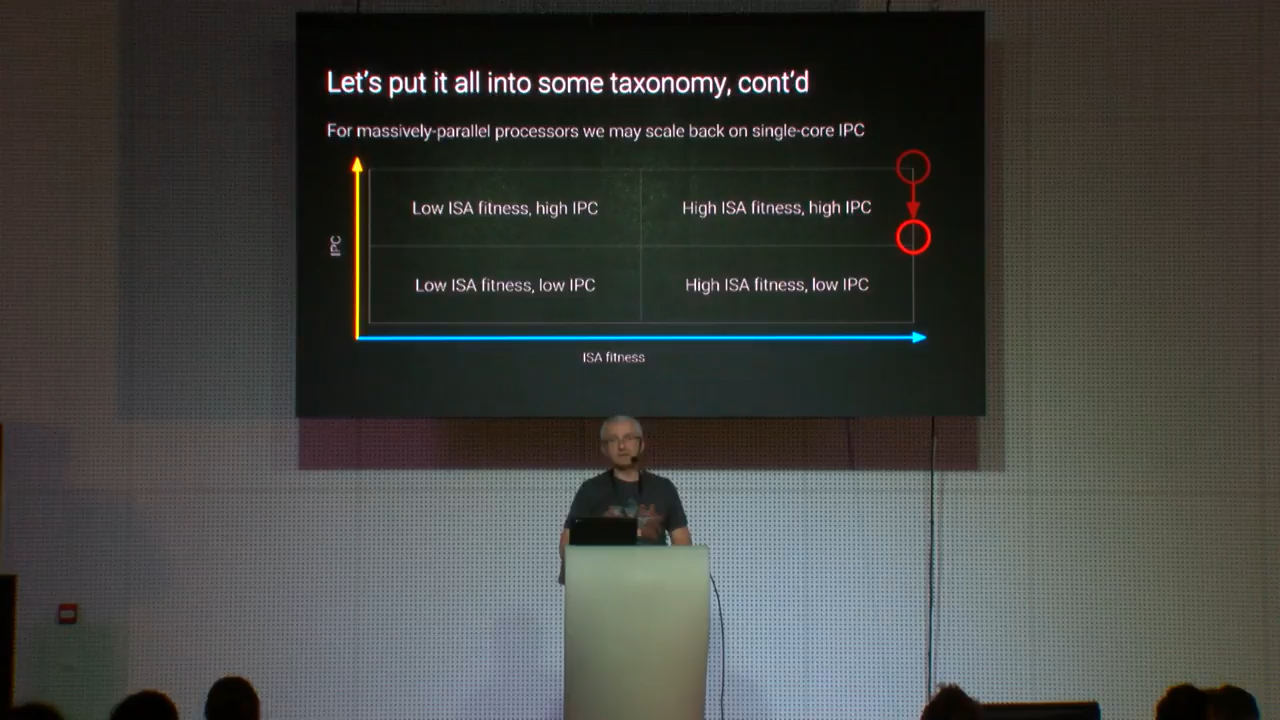 Let's put it all into some taxonomy, cont'd
For massively-parallel processors we may scale back on single-core IPC
IPC
Low ISA fitness, high IPC
High ISA fitness, high IPC
Low ISA fitness, low IPC
High ISA fitness, low IPC
ISA fitness